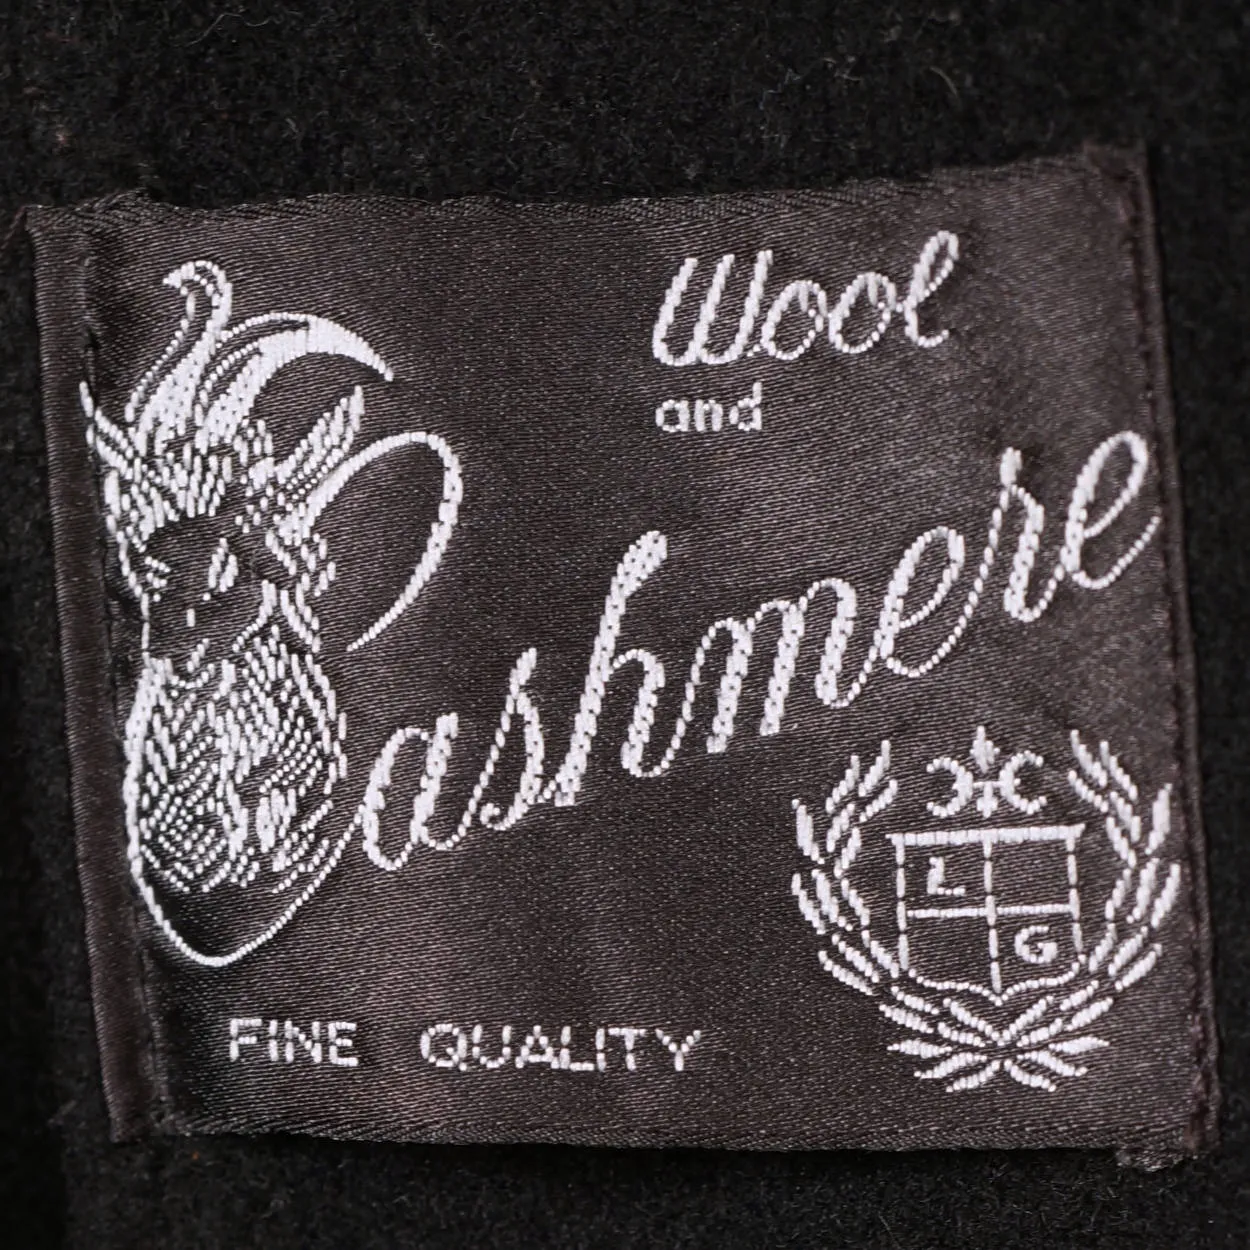 Wool
and
Cashmere
L
G
FINE QUALITY